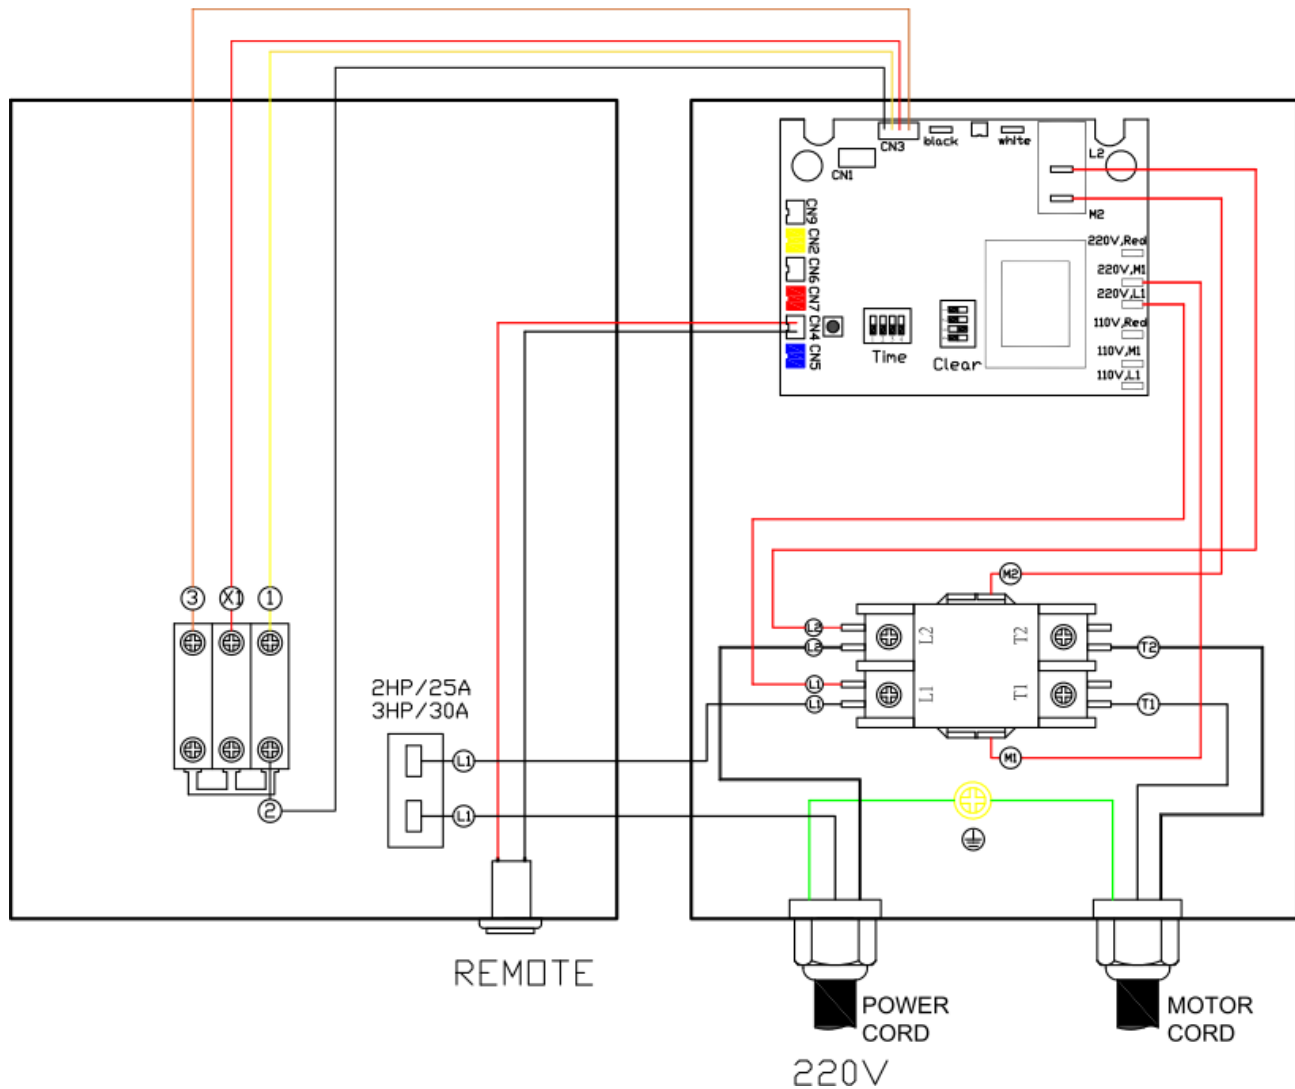 CN3
black
white
L2
CN1
M2
CN9
CN2
CN6
CN7
CN4
CN5
220V,Red
220V,M1
220V,L1
110V,Red
110V,M1
110V,L1
Time
Clear
3
X1
1
2
2HP/25A
3HP/30A
L1
L1
M2
L2
L2
L1
L1
L2
T2
L1
T1
T2
T1
M1
REMOTE
POWER
CORD
MOTOR
CORD
220V